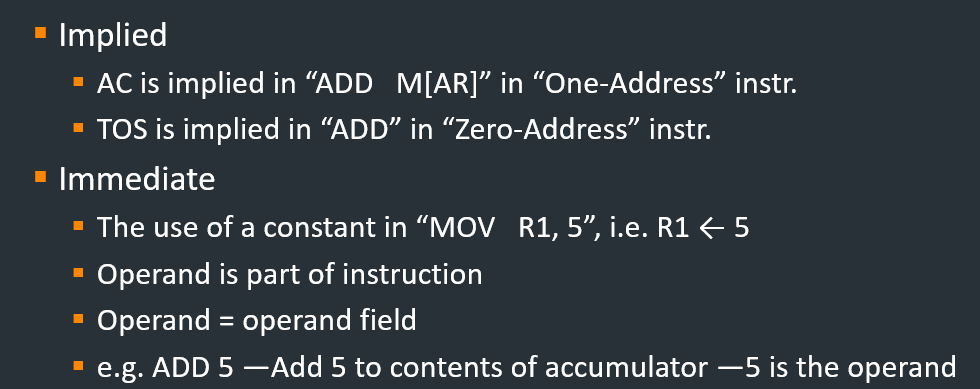 ▪ Implied
▪ AC is implied in “ADD M[AR]” in “One-Address” instr.
▪ TOS is implied in “ADD” in “Zero-Address” instr.
▪ Immediate
▪ The use of a constant in “MOV R1, 5”, i.e. R1 ← 5
▪ Operand is part of instruction
▪ Operand = operand field
▪ e.g. ADD 5 —Add 5 to contents of accumulator —5 is the operand